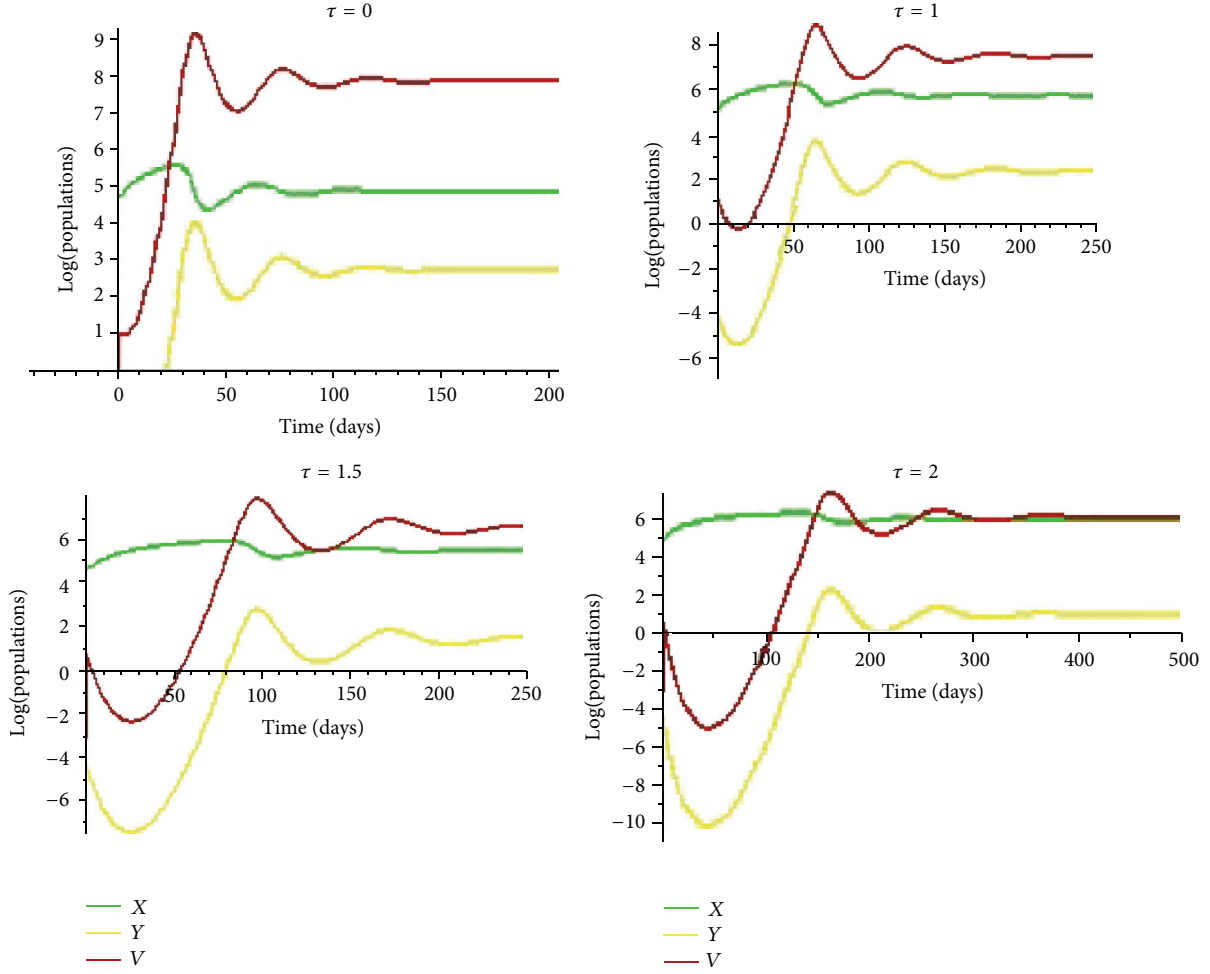 τ = 0
9
8
7
6
5
4
3
2
1
Log(populations)
0
50
100
150
200
Time (days)
τ = 1
8
6
4
2
0
−2
−4
−6
Log(populations)
50
100
150
200
250
Time (days)
τ = 1.5
6
4
2
0
−2
−4
−6
Log(populations)
50
100
150
200
250
Time (days)
τ = 2
6
4
2
0
−2
−4
−6
−8
−10
Log(populations)
100
200
300
400
500
Time (days)
X
Y
V
X
Y
V